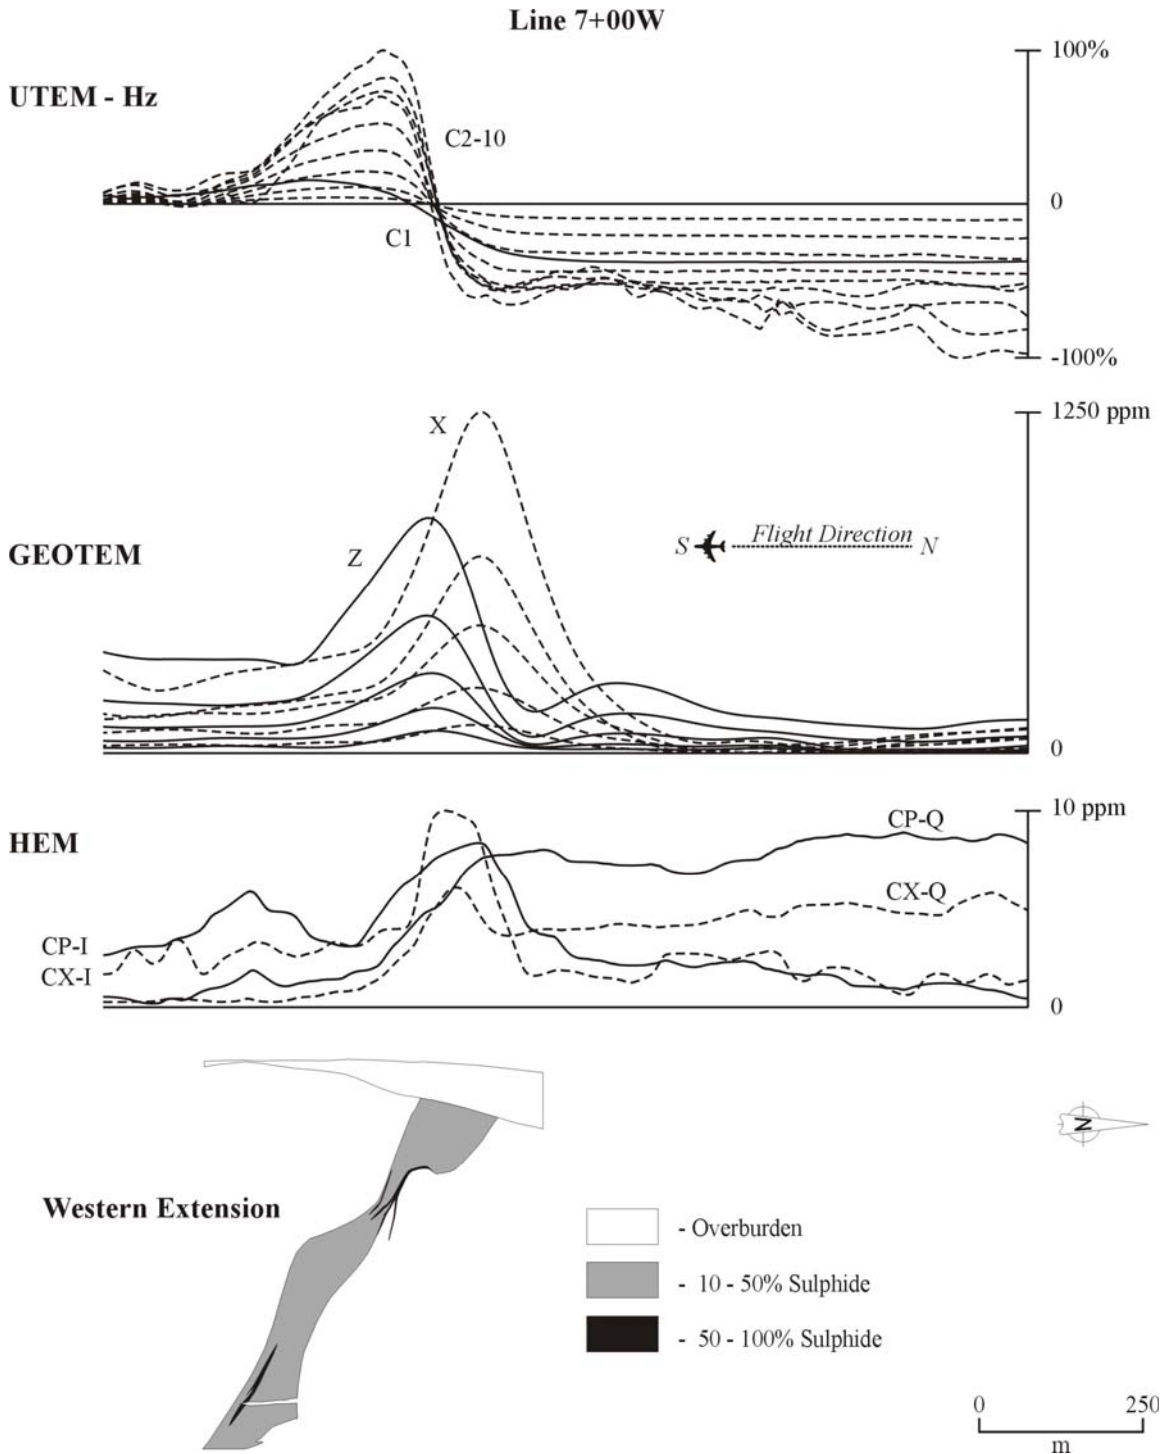 Line 7+00W
100%
UTEM - Hz
C2-10
0
C1
-100%
1250 ppm
X
Flight Direction
S
N
GEOTEM
Z
0
10 ppm
CP-Q
HEM
CX-Q
CP-I
CX-I
0
N
Western Extension
- Overburden
- 10 - 50% Sulphide
- 50 - 100% Sulphide
0 250
m